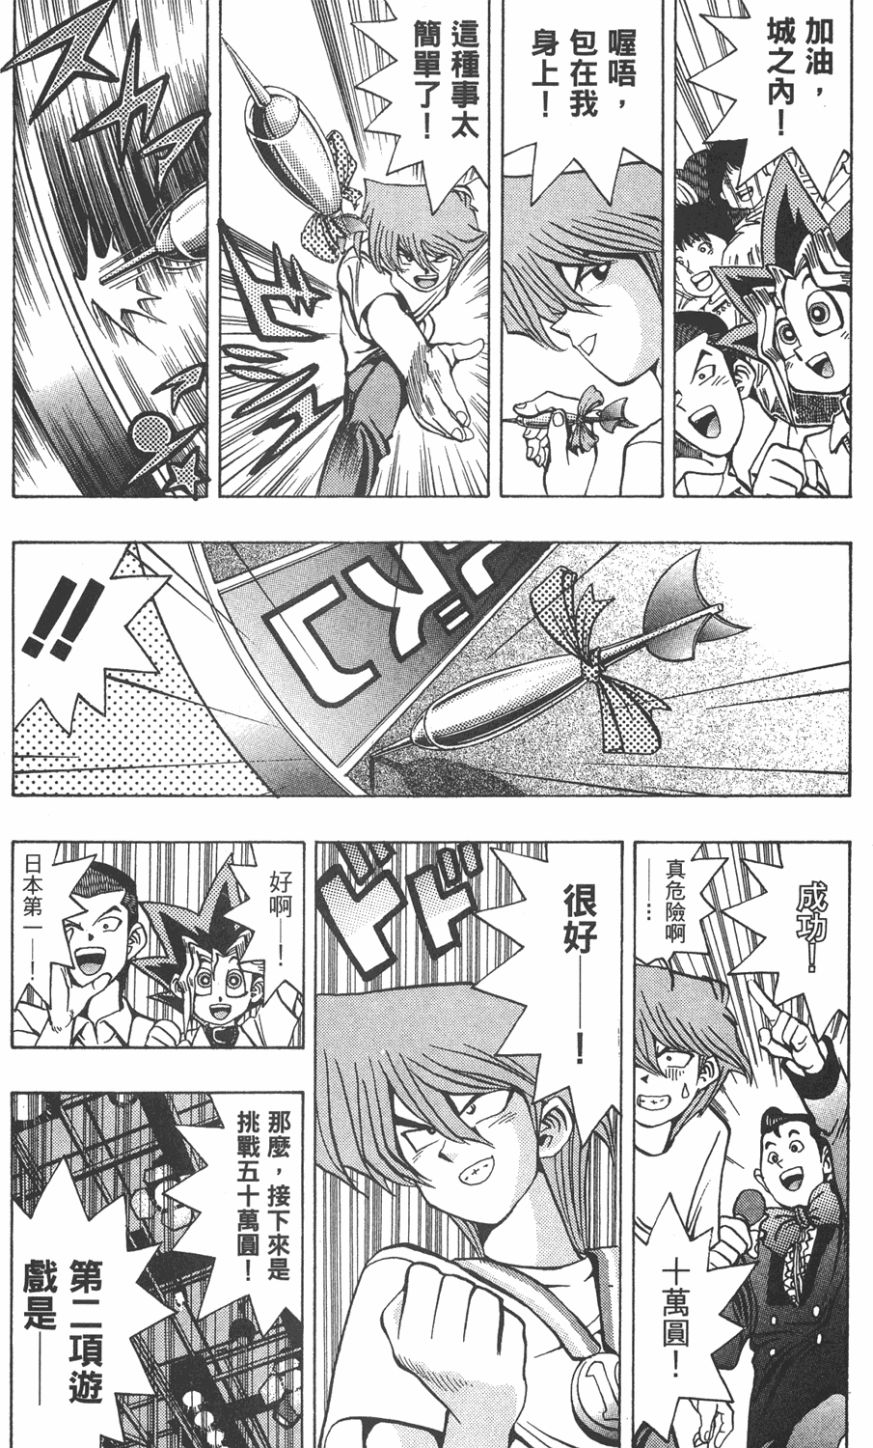 加油，
城之內！
喔唔，
包在我
身上！
這種事太
簡單了！
!!
成功！
真危險啊
……
十萬圓！
很好——！
ドド
好啊——！
日本第一——！
那麼，接下來是
挑戰五十萬圓！
第二項遊
戲是——